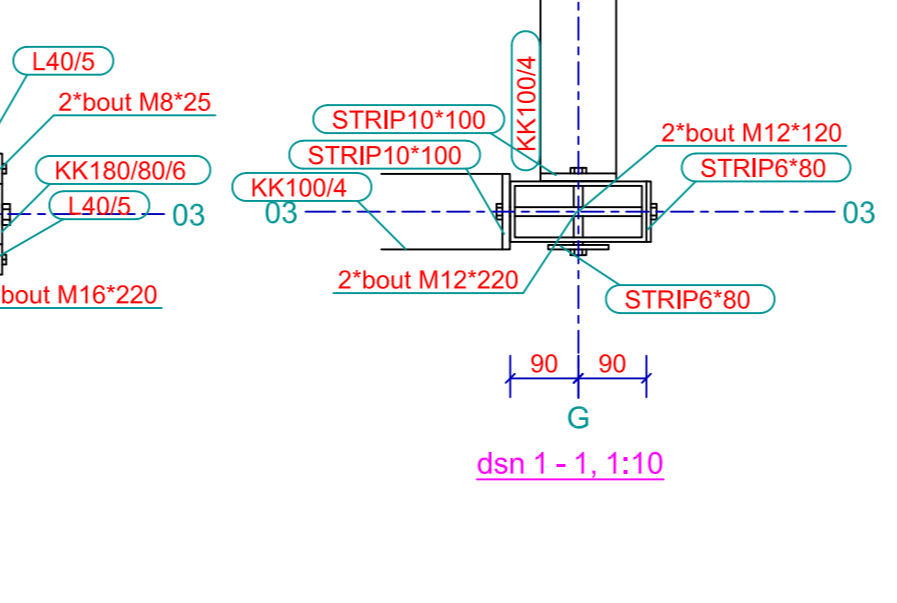 L40/5
2*bout M8*25
KK180/80/6
L40/5
03
bout M16*220
KK100/4
STRIP10*100
STRIP10*100
KK100/4
03
2*bout M12*120
STRIP6*80
03
2*bout M12*220
STRIP6*80
90
90
G
dsn 1 - 1, 1:10